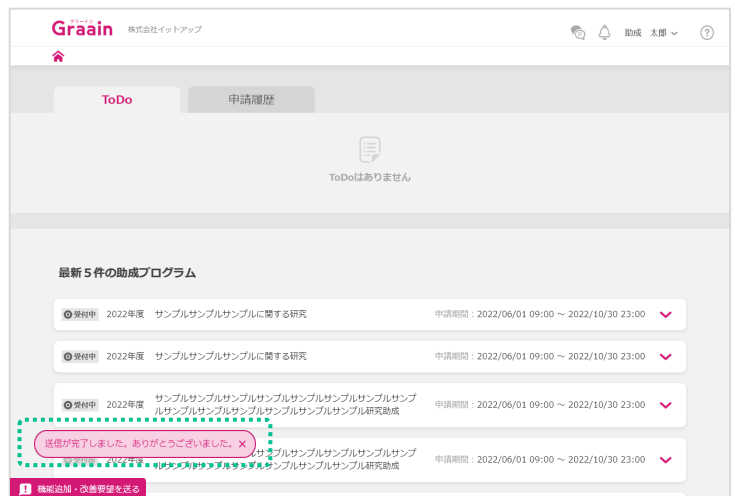 グラーイン
Graain 株式会社イットアップ 助成 太郎 ?
ToDo 申請履歴
ToDoはありません
最新５件の助成プログラム
受付中 2022年度 サンプルサンプルサンプルに関する研究 申請期間：2022/06/01 09:00 ～ 2022/10/30 23:00
受付中 2022年度 サンプルサンプルサンプルに関する研究 申請期間：2022/06/01 09:00 ～ 2022/10/30 23:00
受付中 2022年度 サンプルサンプルサンプルサンプルサンプルサンプルサンプルサンプ
ルサンプルサンプルサンプルサンプルサンプルサンプル研究助成 申請期間：2022/06/01 09:00 ～ 2022/10/30 23:00
送信が完了しました。ありがとうございました。×
2022年度 ルサンプルサンプルサンプルサンプルサンプルサンプル研究助成 申請期間：2022/06/01 09:00 ～ 2022/10/30 23:00
機能追加・改善要望を送る